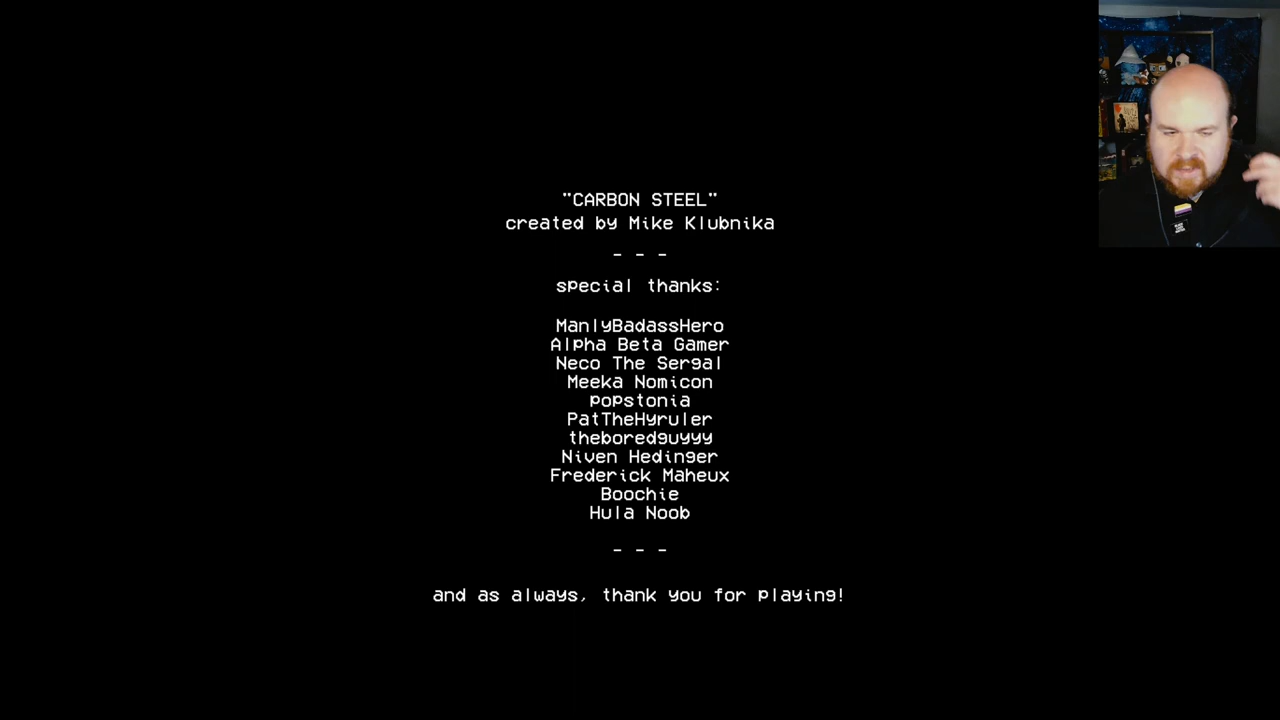 "CARBON STEEL"
created by Mike Klubnika
- - -
special thanks:
ManlyBadassHero
Alpha Beta Gamer
Neco The Sergal
Meeka Nomicon
popstonia
PatTheHyruler
theboredguyyy
Niven Hedinger
Frederick Maheux
Boochie
Hula Noob
- - -
and as always, thank you for playing!